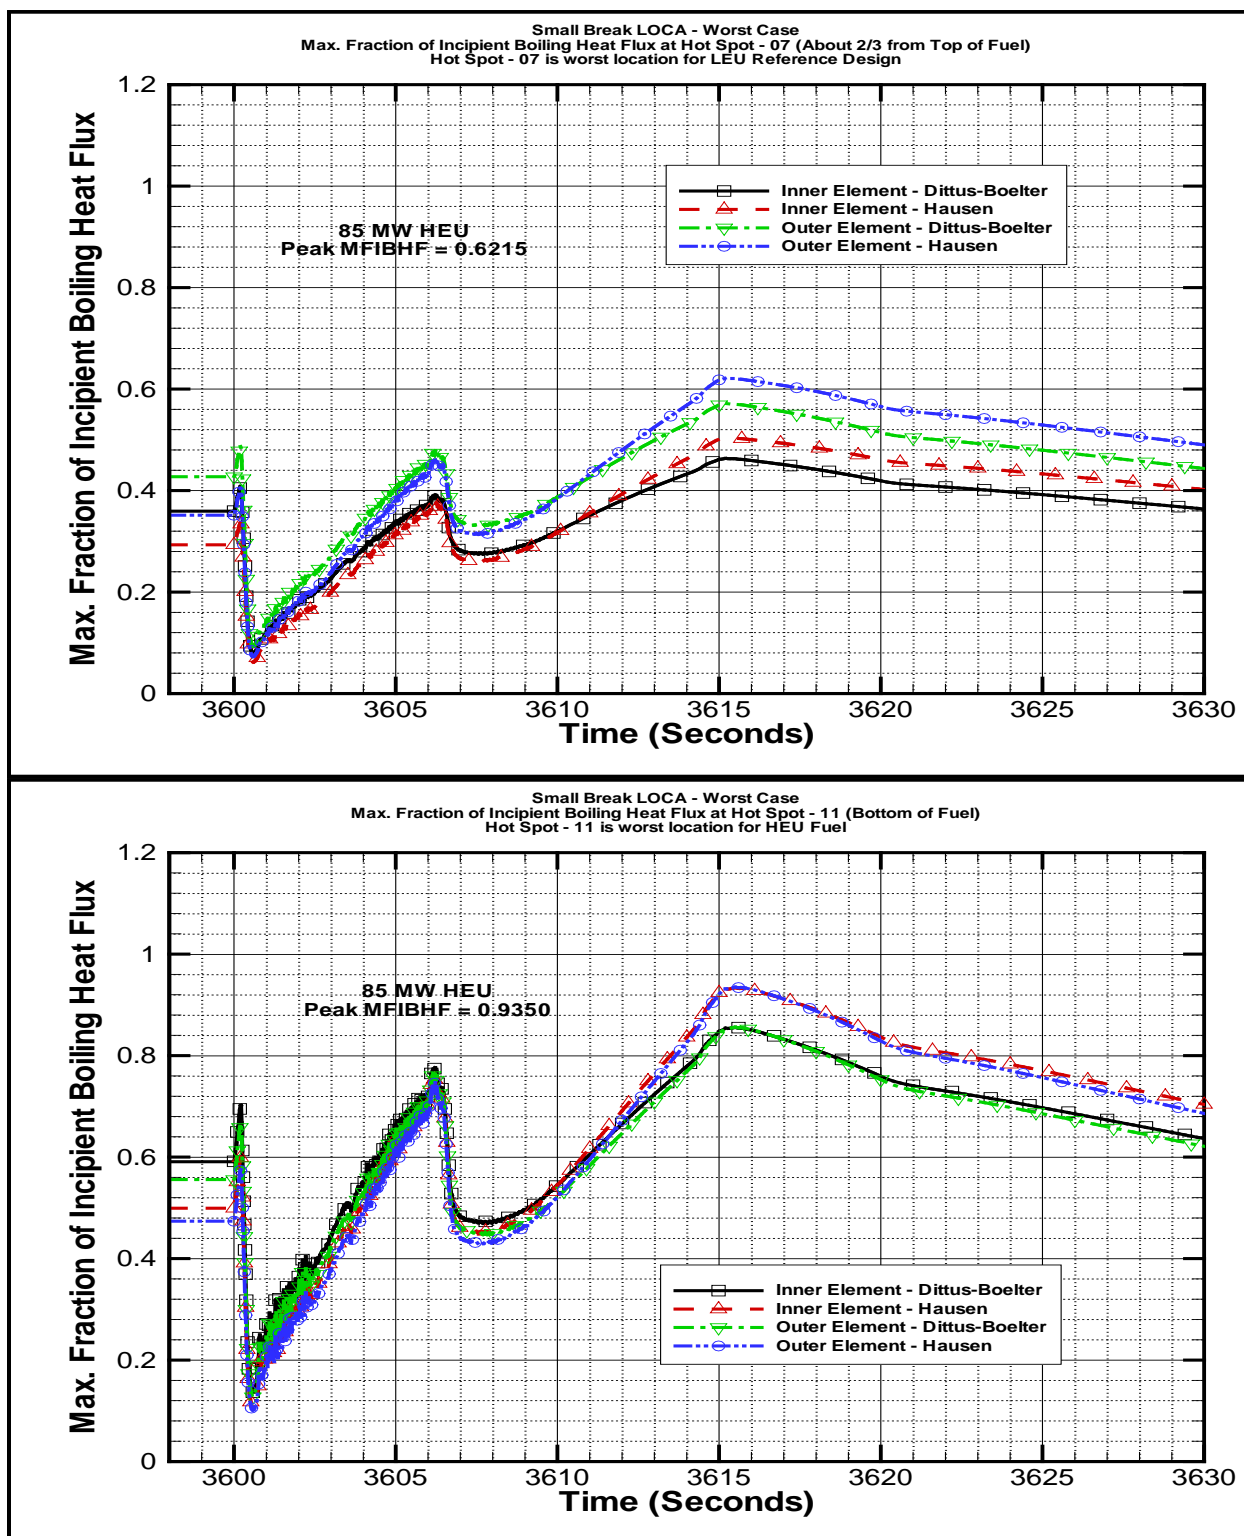 Small Break LOCA - Worst Case
Max. Fraction of Incipient Boiling Heat Flux at Hot Spot - 07 (About 2/3 from Top of Fuel)
Hot Spot - 07 is worst location for LEU Reference Design
Max. Fraction of Incipient Boiling Heat Flux
1.2
1
0.8
0.6
0.4
0.2
0
85 MW HEU
Peak MFIBHF = 0.6215
Inner Element - Dittus-Boelter
Inner Element - Hausen
Outer Element - Dittus-Boelter
Outer Element - Hausen
3600 3605 3610 3615 3620 3625 3630
Time (Seconds)
Small Break LOCA - Worst Case
Max. Fraction of Incipient Boiling Heat Flux at Hot Spot - 11 (Bottom of Fuel)
Hot Spot - 11 is worst location for HEU Fuel
Max. Fraction of Incipient Boiling Heat Flux
1.2
1
0.8
0.6
0.4
0.2
0
85 MW HEU
Peak MFIBHF = 0.9350
Inner Element - Dittus-Boelter
Inner Element - Hausen
Outer Element - Dittus-Boelter
Outer Element - Hausen
3600 3605 3610 3615 3620 3625 3630
Time (Seconds)